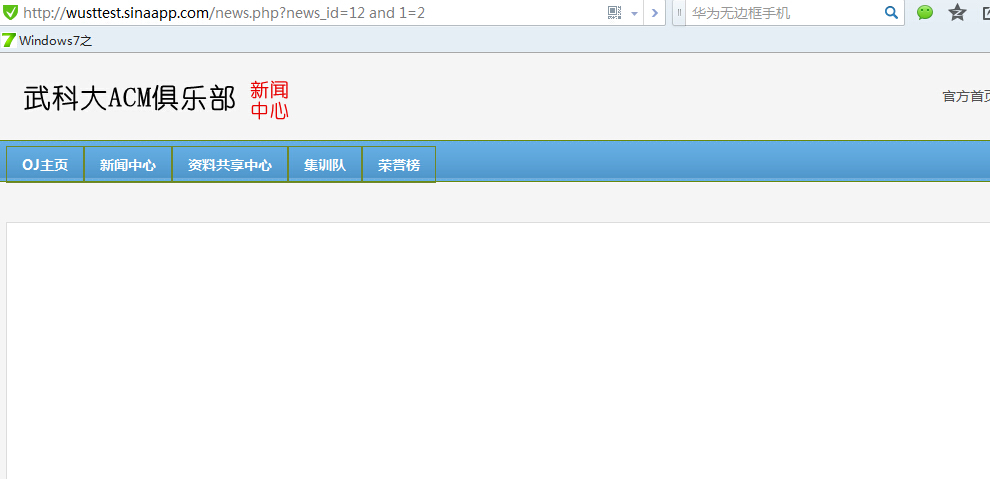 http://wusttest.sinaapp.com/news.php?news_id=12 and 1=2
华为无边框手机
Windows7之
武科大ACM俱乐部
新闻
中心
官方首页
OJ主页 新闻中心 资料共享中心 集训队 荣誉榜